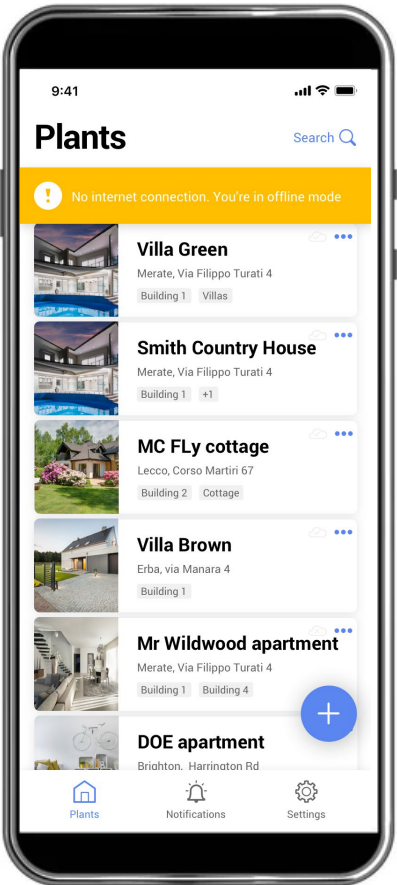 9:41
Plants
Search
No internet connection. You're in offline mode
Villa Green
Merate, Via Filippo Turati 4
Building 1 Villas
Smith Country House
Merate, Via Filippo Turati 4
Building 1 +1
MC FLy cottage
Lecco, Corso Martiri 67
Building 2 Cottage
Villa Brown
Erba, via Manara 4
Building 1
Mr Wildwood apartment
Merate, Via Filippo Turati 4
Building 1 Building 4
DOE apartment
Brighton, Harrington Rd
Plants Notifications Settings